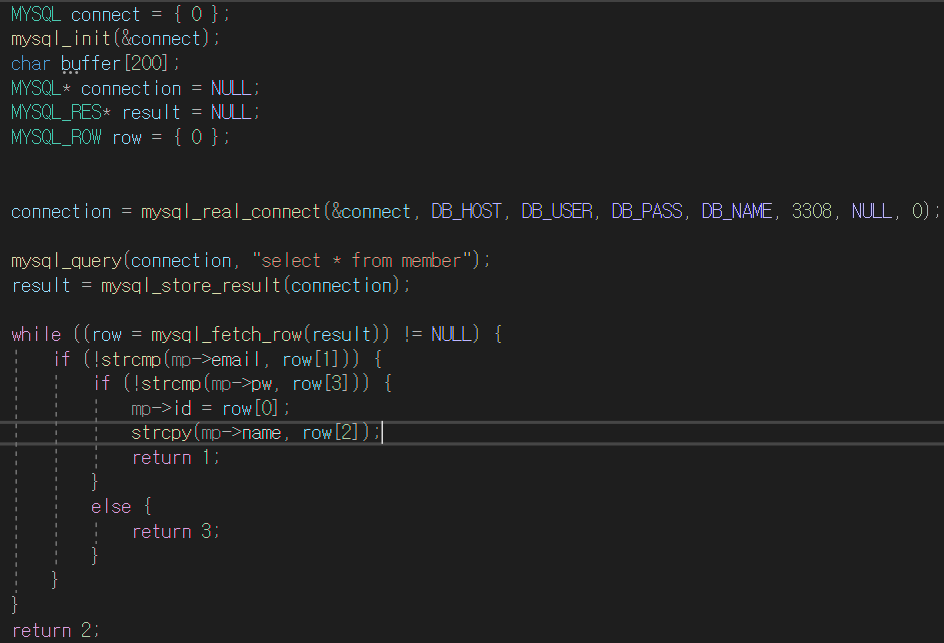 MYSQL connect = { 0 };
mysql_init(&connect);
char buffer[200];
MYSQL* connection = NULL;
MYSQL_RES* result = NULL;
MYSQL_ROW row = { 0 };
connection = mysql_real_connect(&connect, DB_HOST, DB_USER, DB_PASS, DB_NAME, 3308, NULL, 0);
mysql_query(connection, "select * from member");
result = mysql_store_result(connection);
while ((row = mysql_fetch_row(result)) != NULL) {
if (!strcmp(mp->email, row[1])) {
if (!strcmp(mp->pw, row[3])) {
mp->id = row[0];
strcpy(mp->name, row[2]);
return 1;
}
else {
return 3;
}
}
}
return 2;